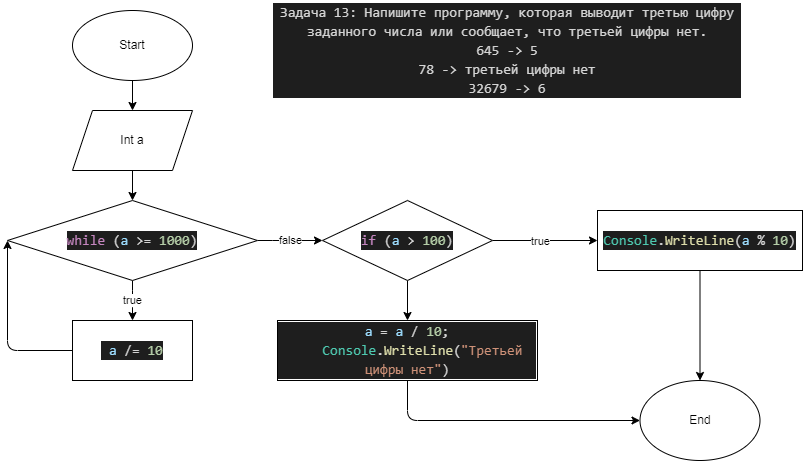 Задача 13: Напишите программу, которая выводит третью цифру
заданного числа или сообщает, что третьей цифры нет.
645 -> 5
78 -> третьей цифры нет
32679 -> 6
Start
Int a
while (a >= 1000)
false
if (a > 100)
true
Console.WriteLine(a % 10)
true
a /= 10
a = a / 10;
Console.WriteLine("Третьей
цифры нет")
End